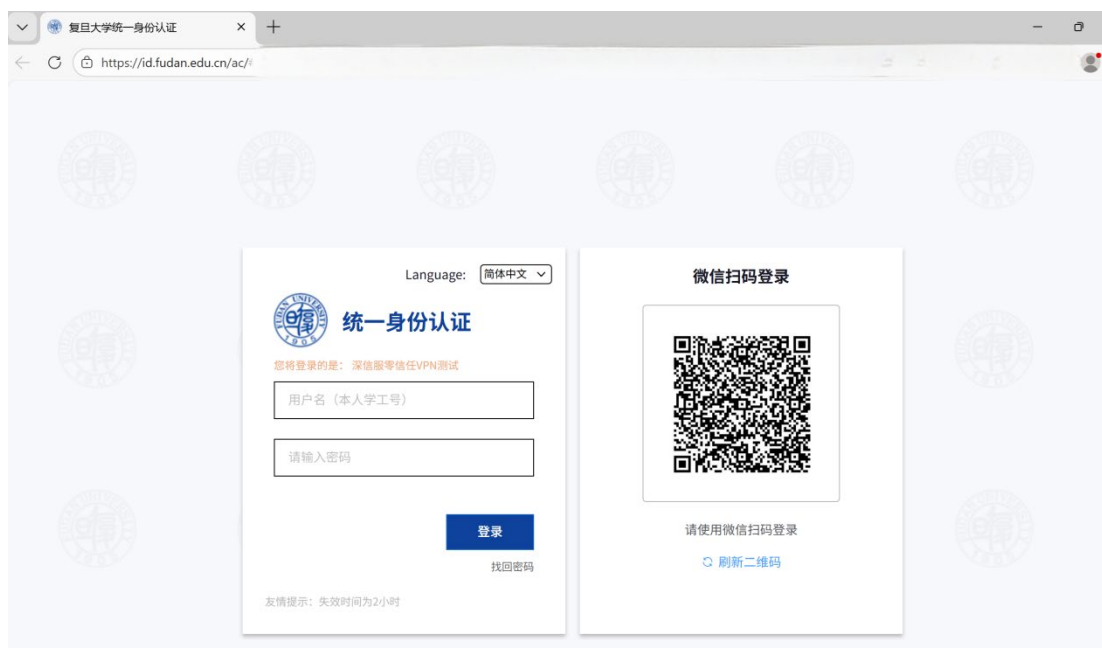 复旦大学统一身份认证
https://id.fudan.edu.cn/ac/#
Language: 简体中文
统一身份认证
您将登录的是： 深信服零信任VPN测试
用户名（本人学工号）
请输入密码
登录
找回密码
友情提示：失效时间为2小时
微信扫码登录
请使用微信扫码登录
刷新二维码
FUDAN UNIVERSITY
1905